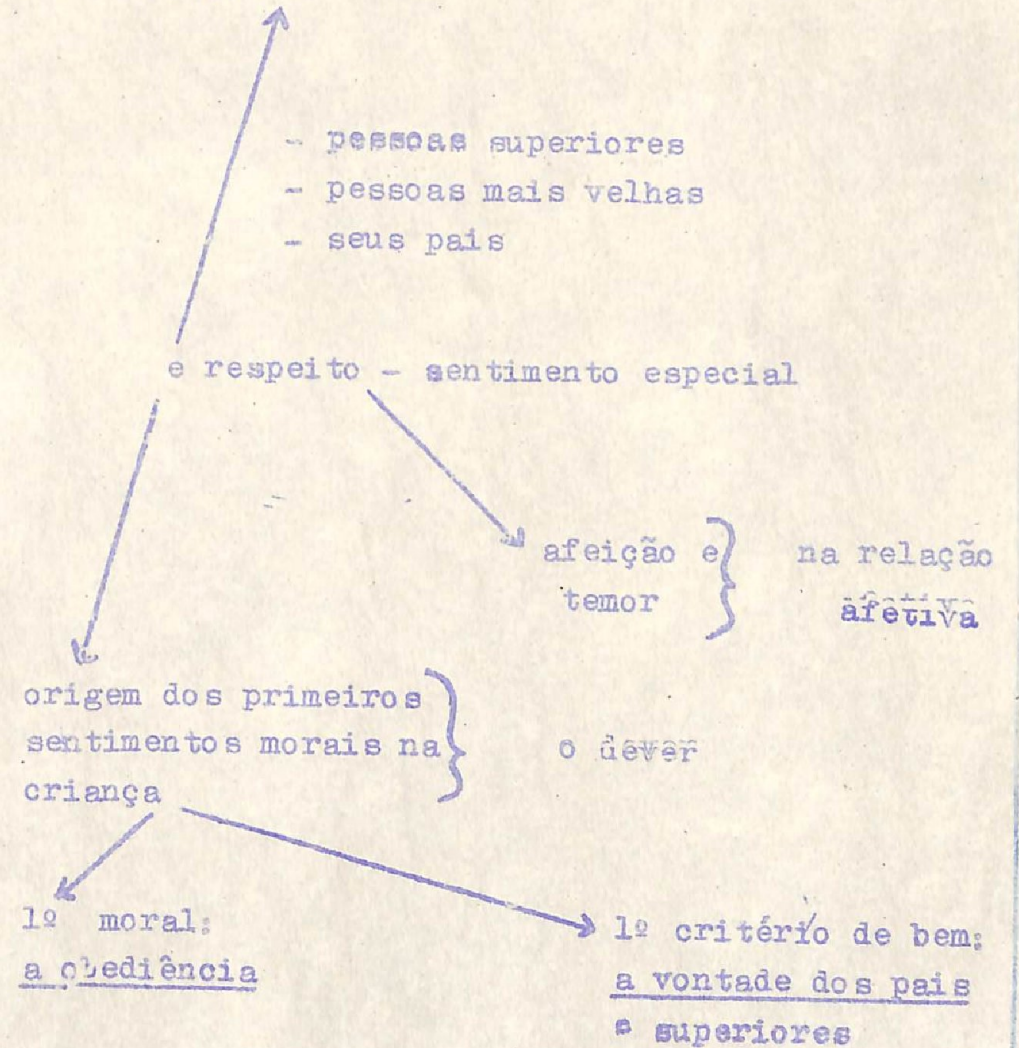 - pessoas superiores
- pessoas mais velhas
- seus pais
e respeito - sentimento especial
afeição e
temor
na relação
afetiva
origem dos primeiros
sentimentos morais na
criança
o dever
1º moral:
a obediência
1º critério de bem:
a vontade dos pais
e superiores